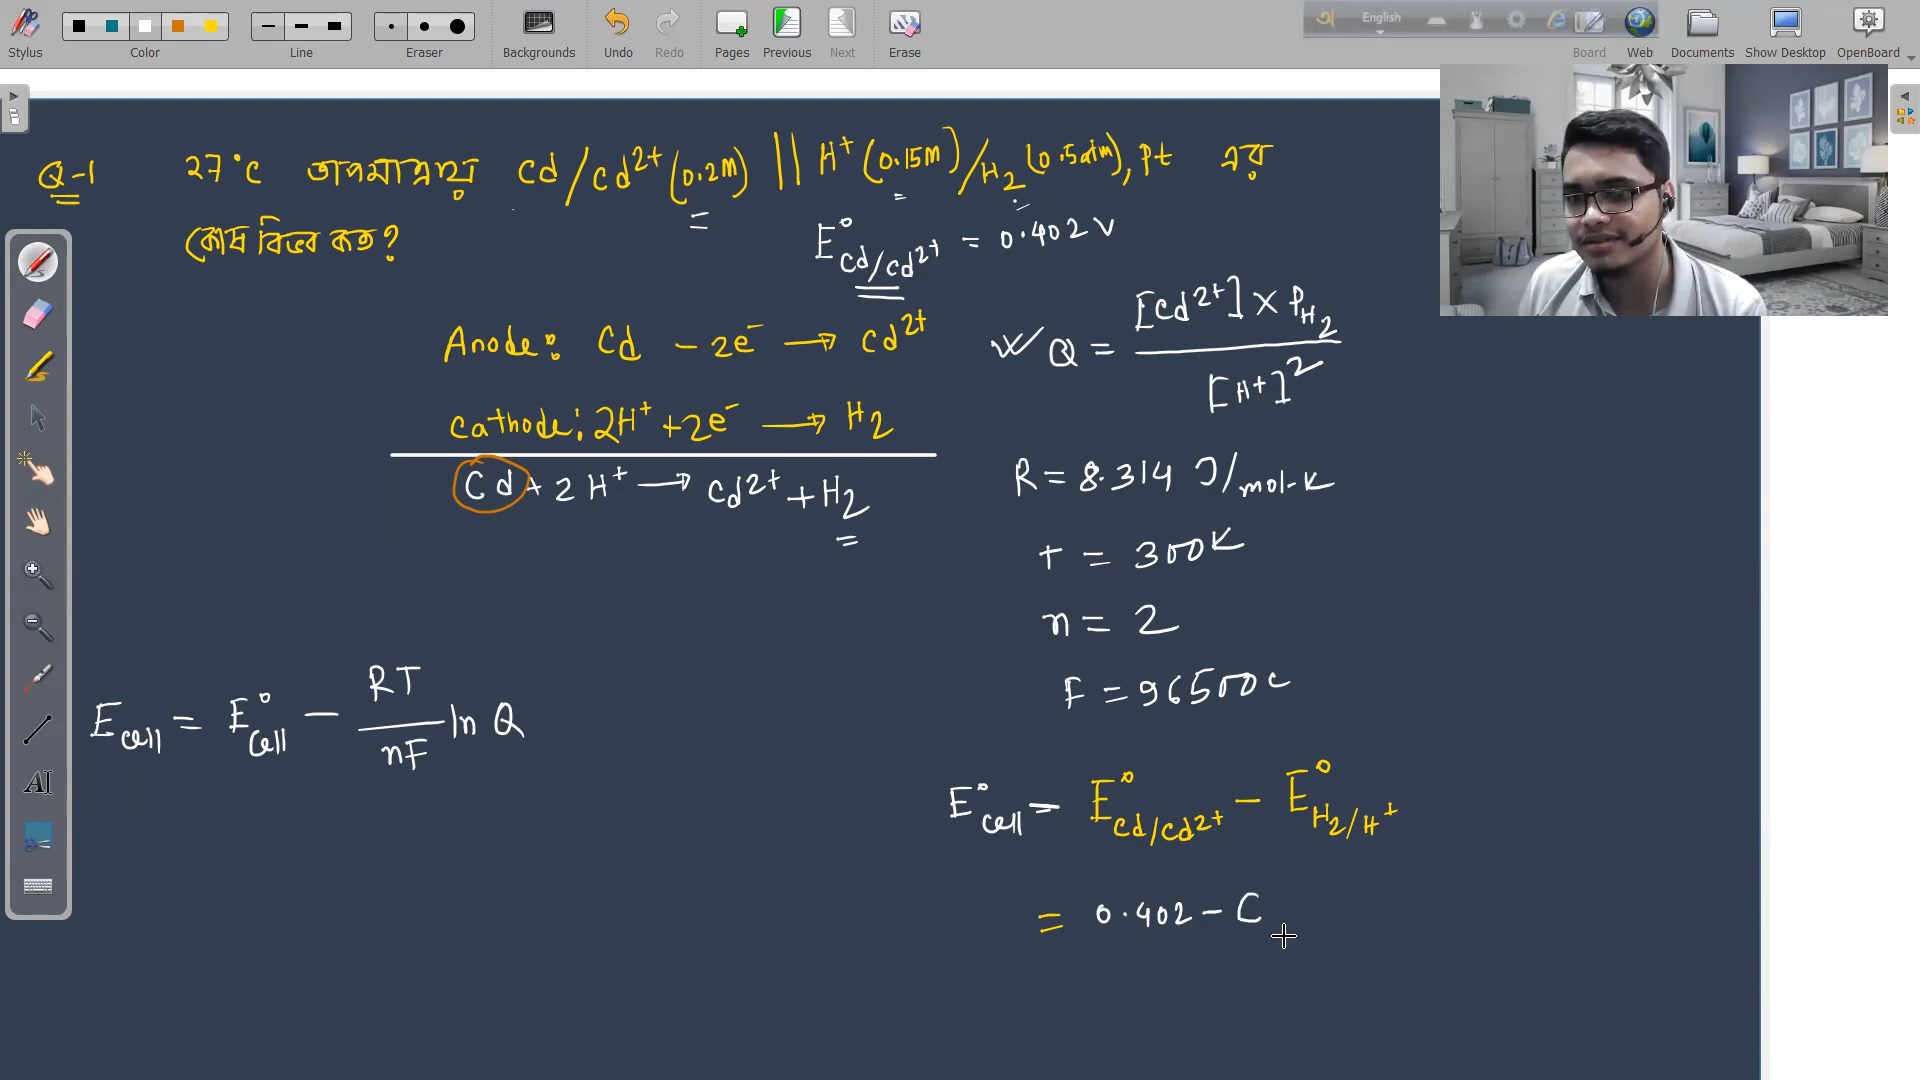 Stylus Color Line Eraser Backgrounds Undo Redo Pages Previous Next Erase
English
Board Web Documents Show Desktop OpenBoard
Q-1 27°C তাপমাত্রায় Cd/Cd2+(0.2M) || H+(0.15M)/H2(0.5atm), Pt এর
কোষ বিভব কত?
E°Cd/Cd2+ = 0.402 V
Anode: Cd - 2e- → Cd2+
Cathode: 2H+ + 2e- → H2
Cd + 2H+ → Cd2+ + H2
Q = [Cd2+] × PH2 / [H+]2
R = 8.314 J/mol-K
T = 300K
n = 2
F = 96500C
Ecell = E°cell - RT/nF ln Q
E°cell = E°Cd/Cd2+ - E°H2/H+
= 0.402 - C
AI